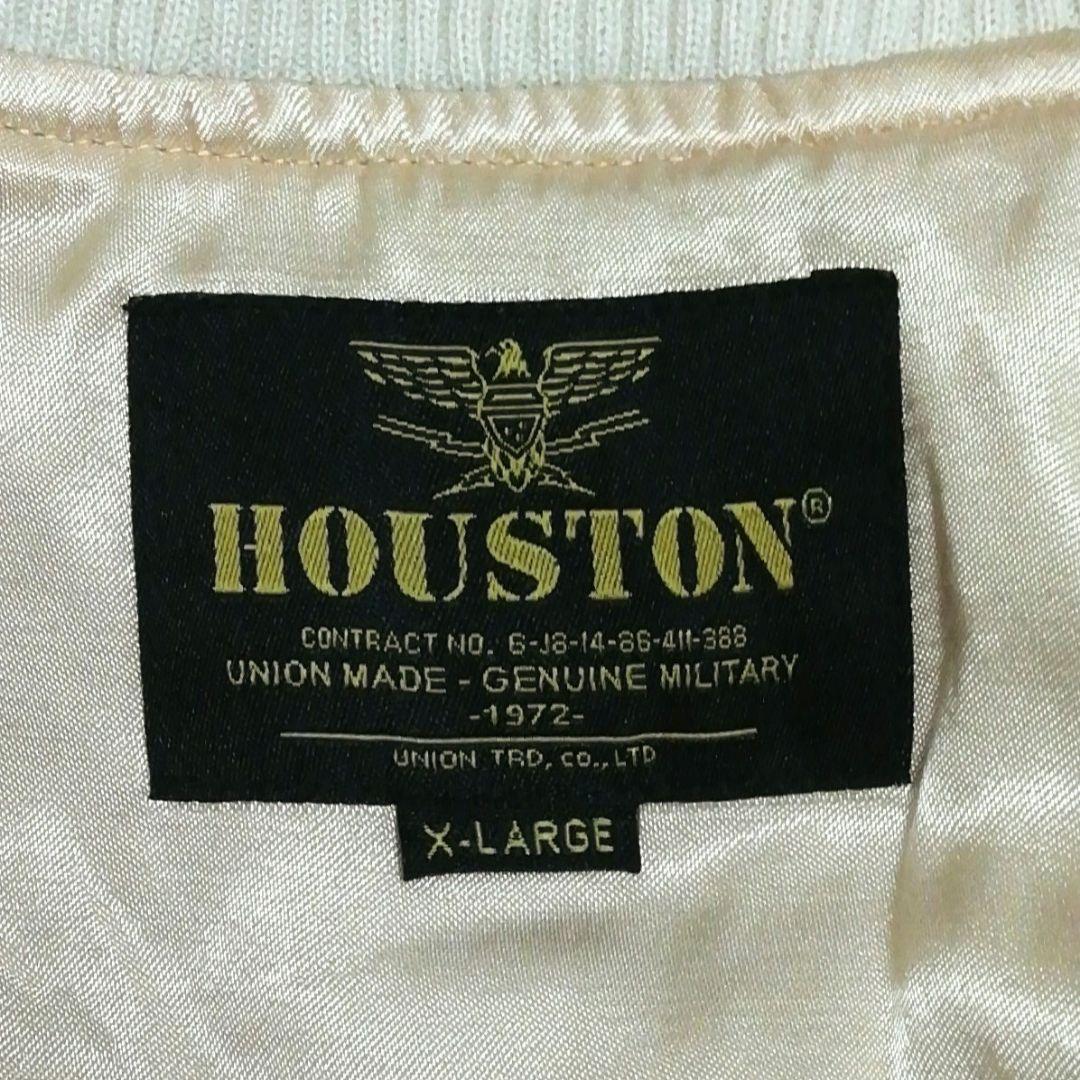 HOUSTON®
CONTRACT NO. 6-J8-14-86-411-388
UNION MADE - GENUINE MILITARY
-1972-
UNION TRD, CO., LTD
X-LARGE